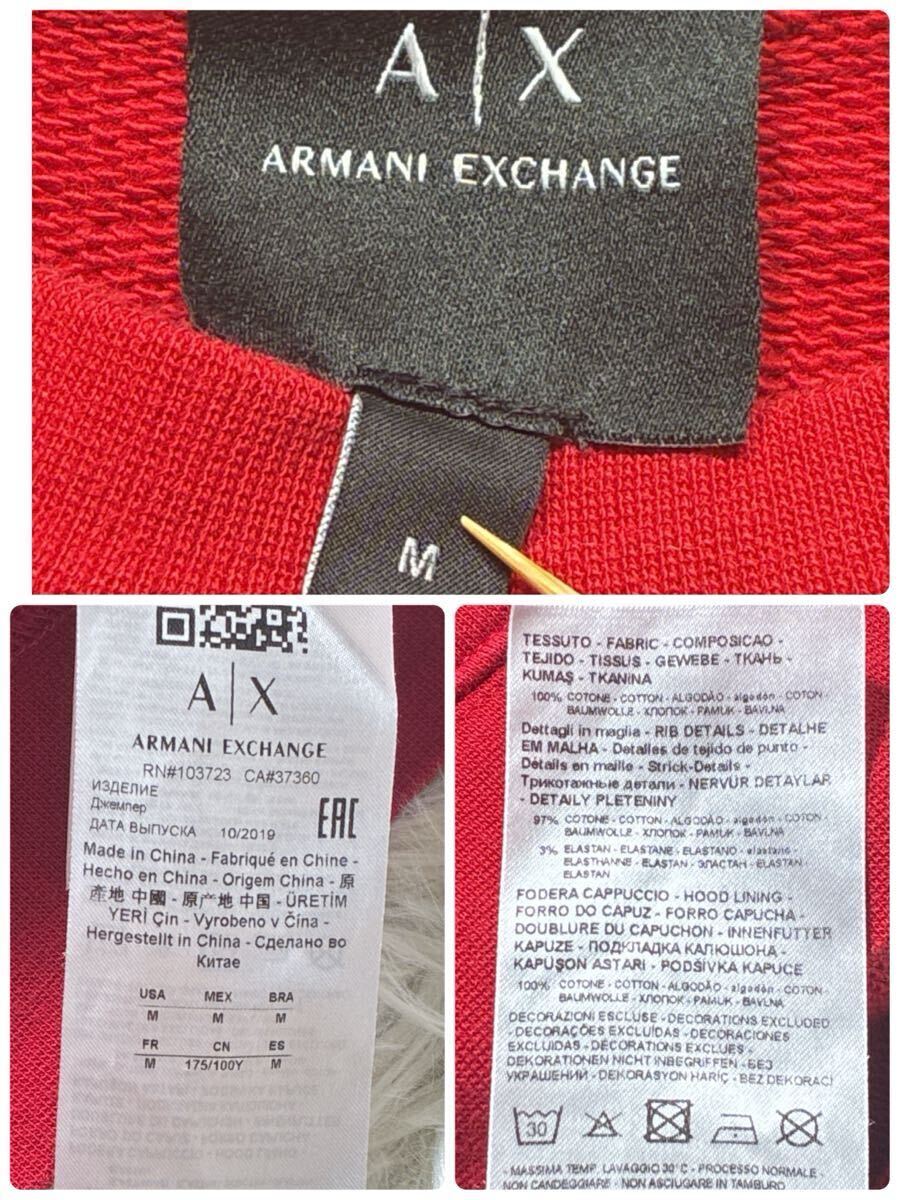 A|X
ARMANI EXCHANGE
M
A|X
ARMANI EXCHANGE
RN#103723 CA#37360
ИЗДЕЛИЕ
Джемпер
ДАТА ВЫПУСКА 10/2019
EAC
Made in China - Fabriqué en Chine -
Hecho en China - Origem China - 原
產地 中國 - 原产地 中国 - ÜRETİM
YERİ Çin - Vyrobeno v Čína -
Hergestellt in China - Сделано во
Китае
USA MEX BRA
M M M
FR CN ES
M 175/100Y M
TESSUTO - FABRIC - COMPOSICAO -
TEJIDO - TISSUS - GEWEBE - ТКАНЬ -
KUMAŞ - TKANINA
100% COTONE - COTTON - ALGODÃO - algodón - COTON -
BAUMWOLLE - ХЛОПОК - PAMUK - BAVLNA
Dettagli in maglia - RIB DETAILS - DETALHE
EM MALHA - Detalles de tejido de punto -
Détails en maille - Strick-Details -
Трикотажные детали - NERVÜR DETAYLAR
- DETAILY PLETENINY
97% COTONE - COTTON - ALGODÃO - algodón - COTON -
BAUMWOLLE - ХЛОПОК - PAMUK - BAVLNA
3% ELASTAN - ELASTANE - ELASTANO - elastano -
ELASTHANNE - ELASTAN - ЭЛАСТАН - ELASTAN -
ELASTAN
FODERA CAPPUCCIO - HOOD LINING -
FORRO DO CAPUZ - FORRO CAPUCHA -
DOUBLURE DU CAPUCHON - INNENFUTTER
KAPUZE - ПОДКЛАДКА КАПЮШОНА -
KAPUŞON ASTARI - PODŠÍVKA KAPUCE
100% COTONE - COTTON - ALGODÃO - algodón - COTON -
BAUMWOLLE - ХЛОПОК - PAMUK - BAVLNA
DECORAZIONI ESCLUSE - DECORATIONS EXCLUDED
- DECORAÇÕES EXCLUÍDAS - DECORACIONES
EXCLUIDAS - DÉCORATIONS EXCLUES -
DEKORATIONEN NICHT INBEGRIFFEN - БЕЗ
УКРАШЕНИЙ - DEKORASYON HARİÇ - BEZ DEKORACÍ
30
- MASSIMA TEMP. LAVAGGIO 30°C - PROCESSO NORMALE -
NON CANDEGGIARE - NON ASCIUGARE IN TAMBURO